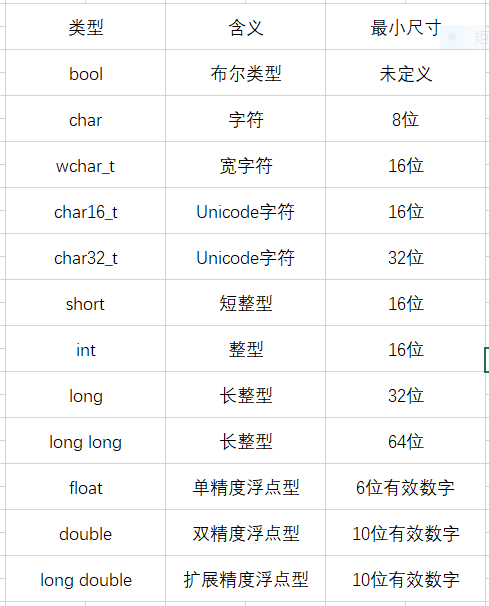 类型 含义 最小尺寸
bool 布尔类型 未定义
char 字符 8位
wchar_t 宽字符 16位
char16_t Unicode字符 16位
char32_t Unicode字符 32位
short 短整型 16位
int 整型 16位
long 长整型 32位
long long 长整型 64位
float 单精度浮点型 6位有效数字
double 双精度浮点型 10位有效数字
long double 扩展精度浮点型 10位有效数字